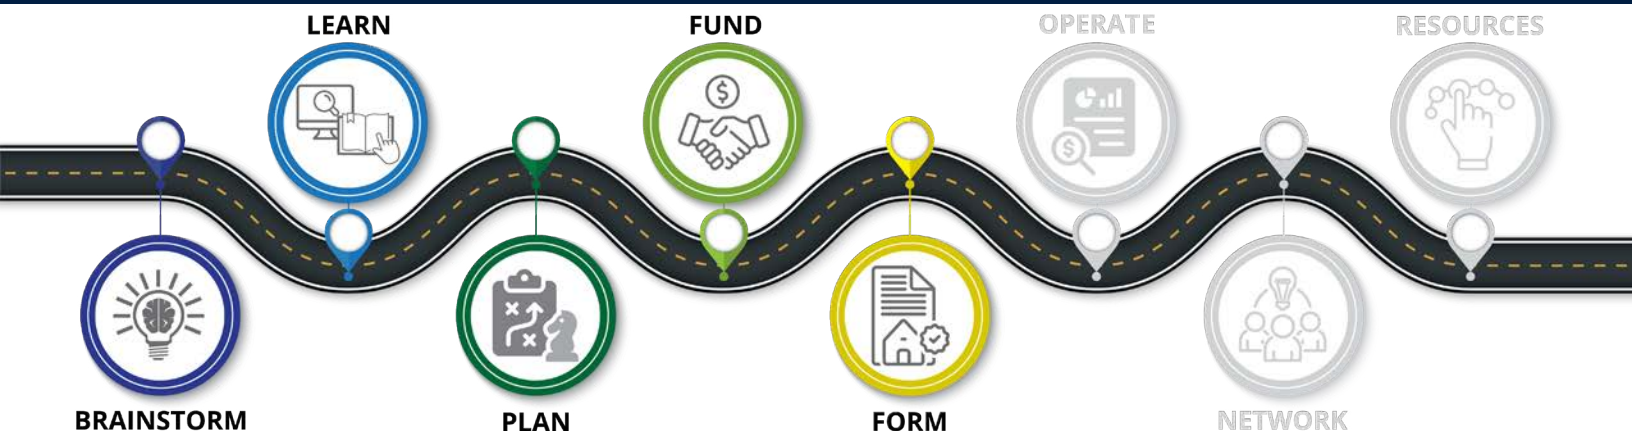 LEARN
FUND
OPERATE
RESOURCES
$
$
BRAINSTORM
PLAN
FORM
NETWORK